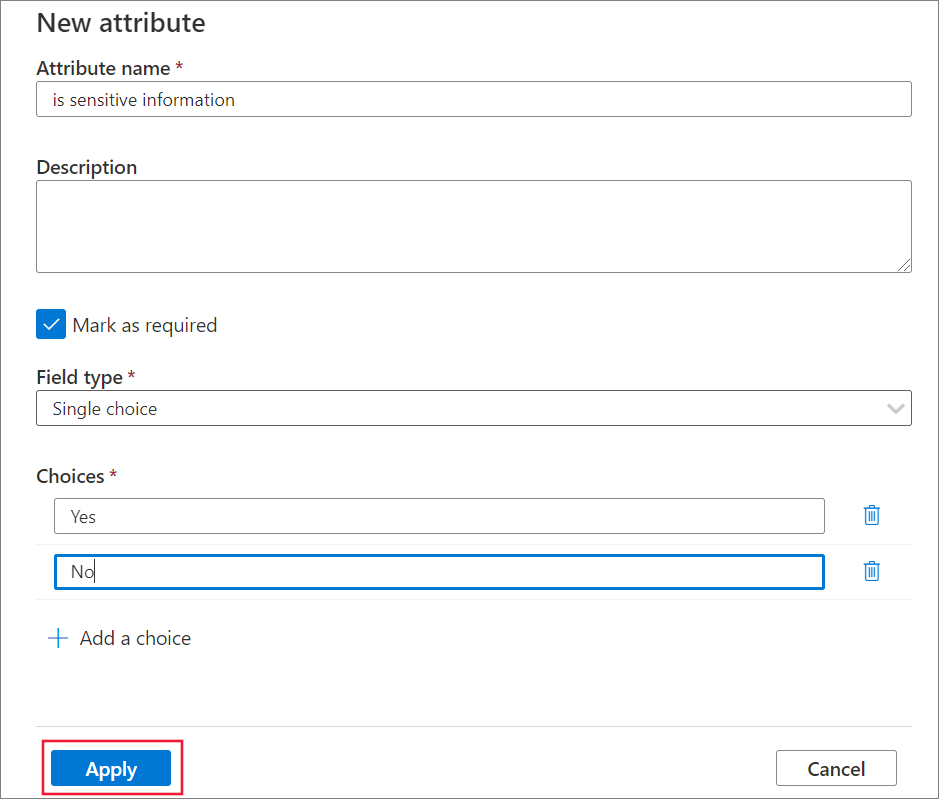 New attribute
Attribute name *
is sensitive information
Description
Mark as required
Field type *
Single choice
Choices *
Yes
No
Add a choice
Apply
Cancel